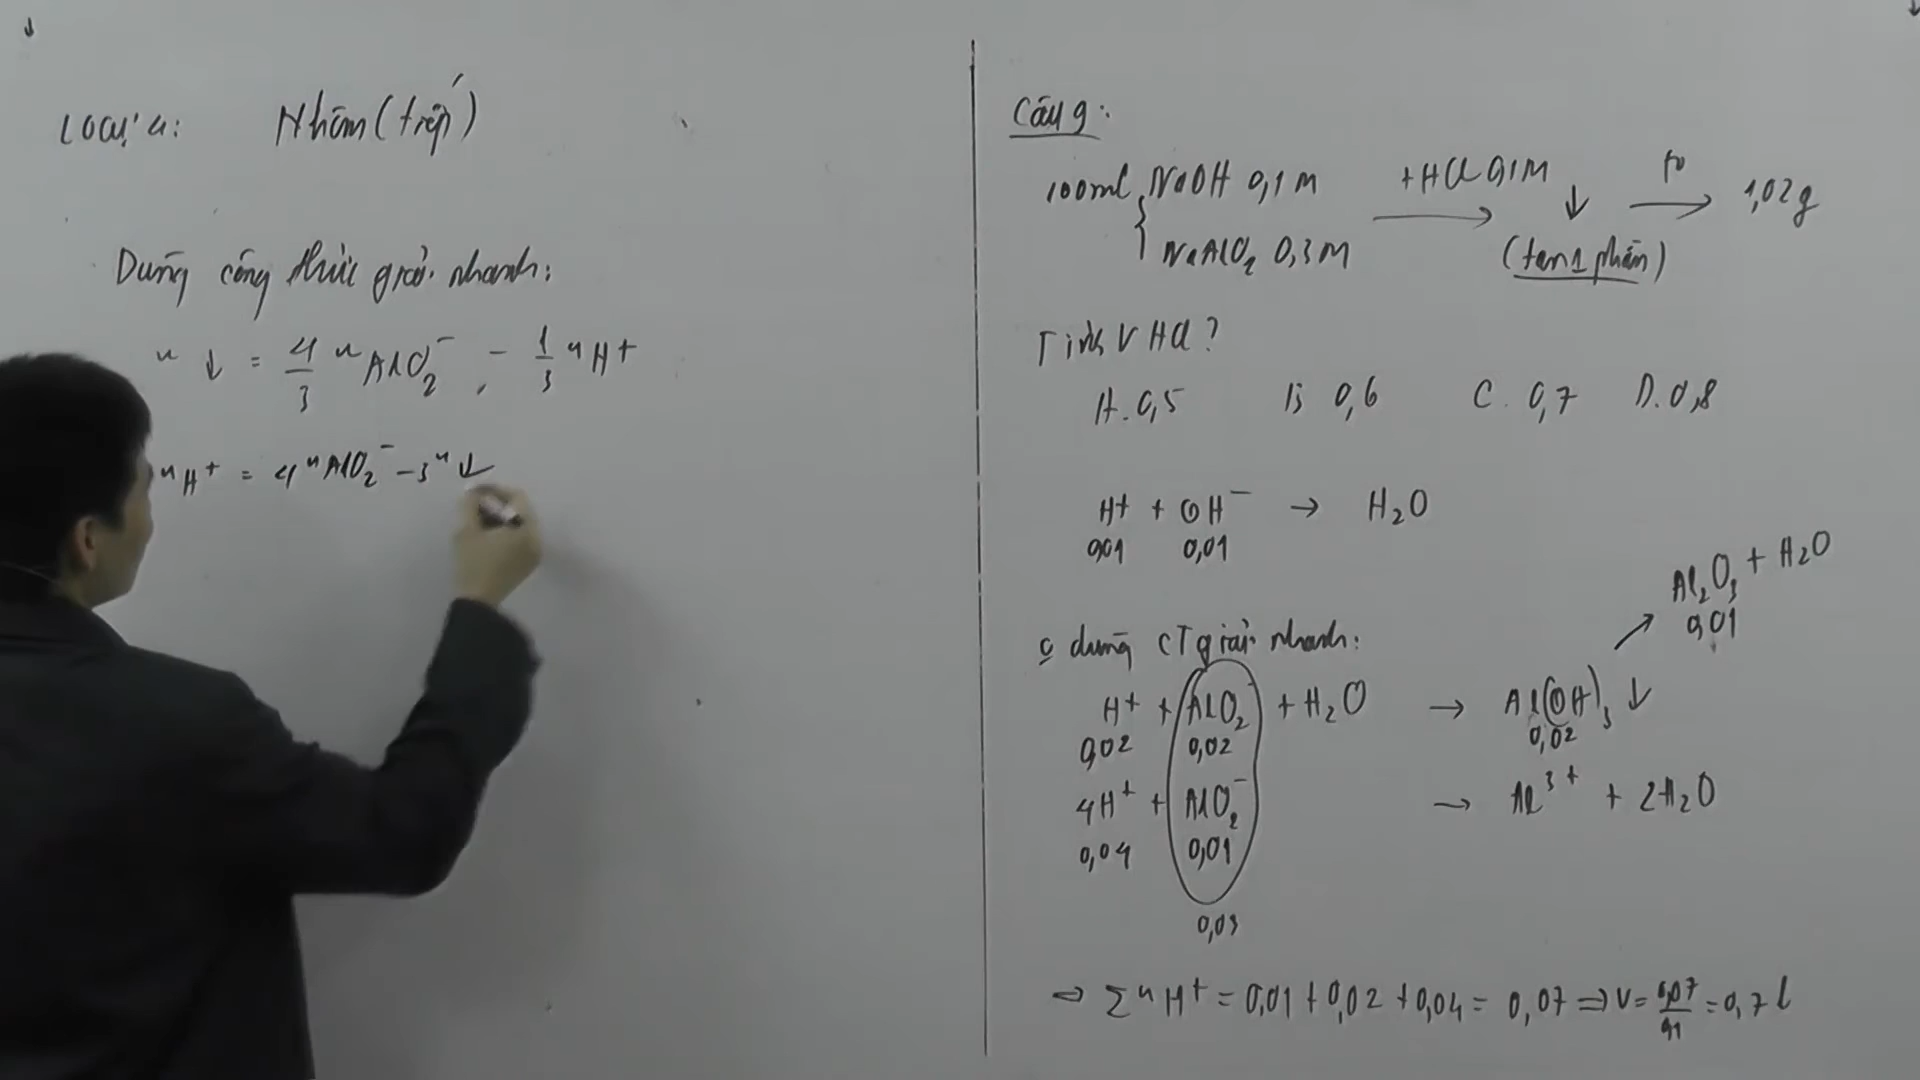 Loại 4: Nhôm (tiếp)
Dùng công thức giải nhanh:
n↓ = 4/3 nAlO₂⁻ - 1/3 nH⁺
nH⁺ = 4nAlO₂⁻ - 3n↓
Câu 9:
100ml { NaOH 0,1M +HCl 0,1M → ↓ t⁰ → 1,02g
NaAlO₂ 0,3M (tan 1 phần)
Tính V HCl?
A. 0,5 B 0,6 C. 0,7 D. 0,8
H⁺ + OH⁻ → H₂O
0,01 0,01
Al₂O₃ + H₂O
0,01
dùng CT giải nhanh:
H⁺ + AlO₂⁻ + H₂O → Al(OH)₃ ↓
0,02 0,02 0,02
4H⁺ + AlO₂⁻ → Al³⁺ + 2H₂O
0,04 0,01
0,03
⇒ ΣnH⁺ = 0,01 + 0,02 + 0,04 = 0,07 ⇒ V = 0,07/0,1 = 0,7 l